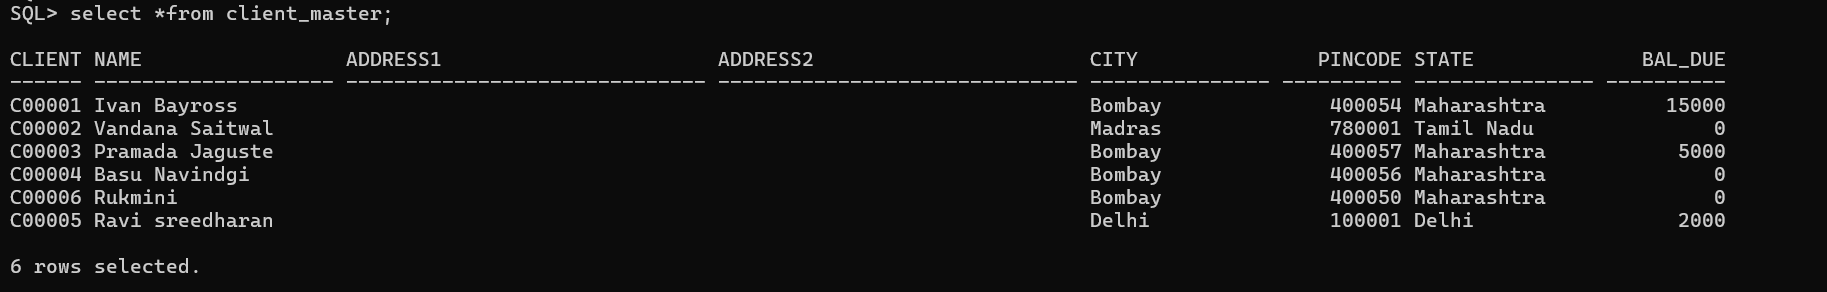 SQL> select *from client_master;
CLIENT NAME                 ADDRESS1                       ADDRESS2                       CITY               PINCODE STATE              BAL_DUE
------ -------------------- ------------------------------ ------------------------------ --------------- ---------- --------------- ----------
C00001 Ivan Bayross                                                                       Bombay              400054 Maharashtra          15000
C00002 Vandana Saitwal                                                                    Madras              780001 Tamil Nadu               0
C00003 Pramada Jaguste                                                                    Bombay              400057 Maharashtra           5000
C00004 Basu Navindgi                                                                      Bombay              400056 Maharashtra              0
C00006 Rukmini                                                                            Bombay              400050 Maharashtra              0
C00005 Ravi sreedharan                                                                    Delhi               100001 Delhi                 2000
6 rows selected.